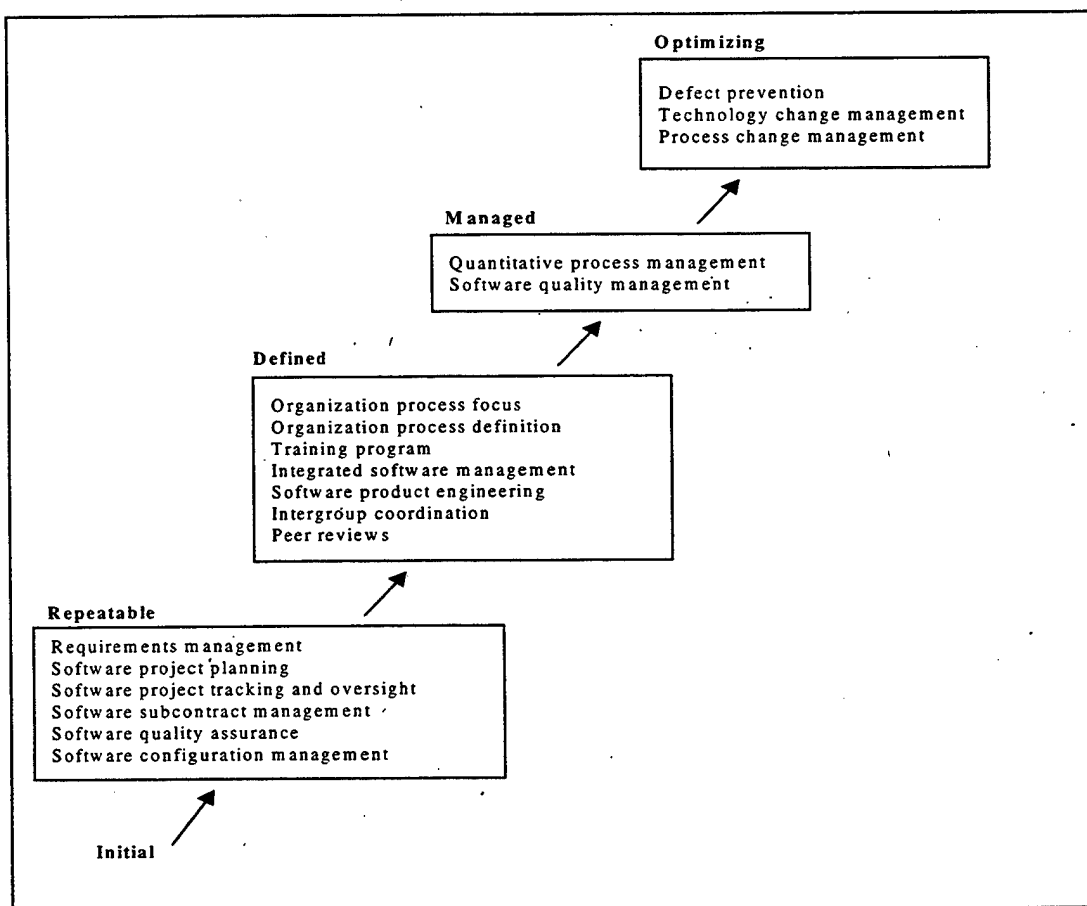 Optimizing
Defect prevention
Technology change management
Process change management
Managed
Quantitative process management
Software quality management
Defined
Organization process focus
Organization process definition
Training program
Integrated software management
Software product engineering
Intergroup coordination
Peer reviews
Repeatable
Requirements management
Software project planning
Software project tracking and oversight
Software subcontract management
Software quality assurance
Software configuration management
Initial